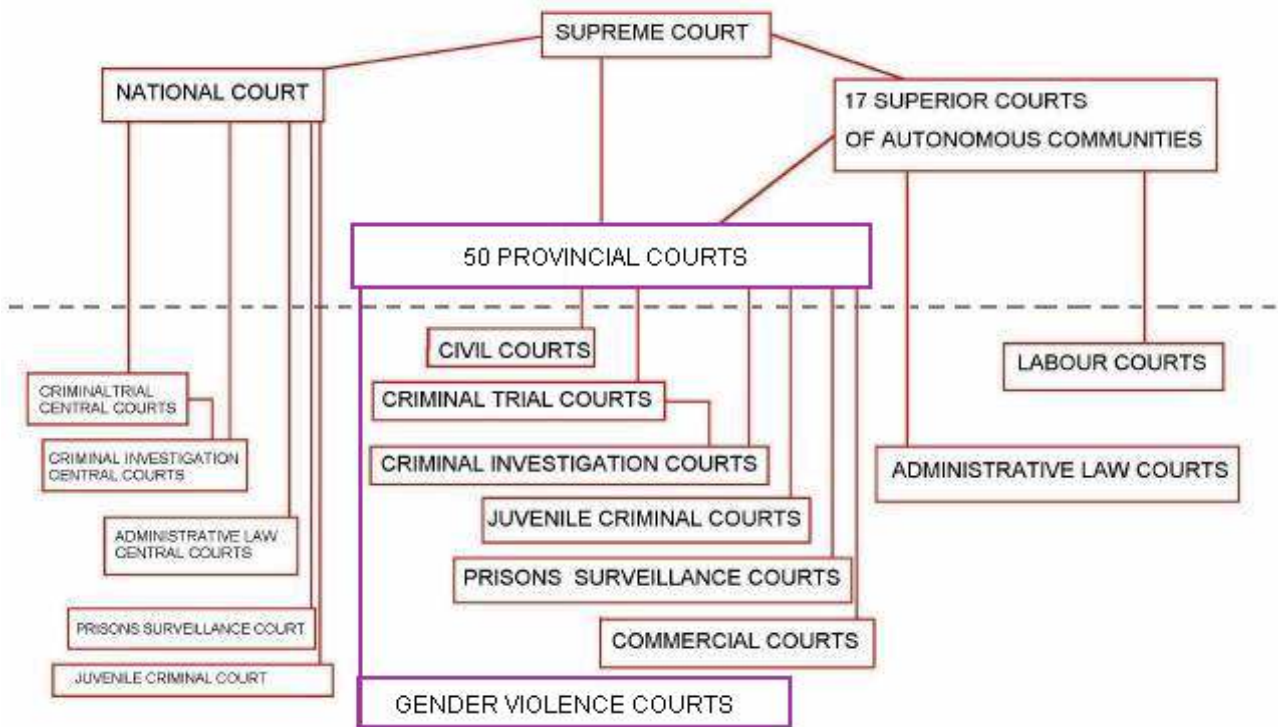 SUPREME COURT
NATIONAL COURT
17 SUPERIOR COURTS
OF AUTONOMOUS COMMUNITIES
50 PROVINCIAL COURTS
CIVIL COURTS
LABOUR COURTS
CRIMINAL TRIAL
CENTRAL COURTS
CRIMINAL TRIAL COURTS
CRIMINAL INVESTIGATION
CENTRAL COURTS
CRIMINAL INVESTIGATION COURTS
ADMINISTRATIVE LAW COURTS
JUVENILE CRIMINAL COURTS
ADMINISTRATIVE LAW
CENTRAL COURTS
PRISONS SURVEILLANCE COURTS
PRISONS SURVEILLANCE COURT
COMMERCIAL COURTS
JUVENILE CRIMINAL COURT
GENDER VIOLENCE COURTS